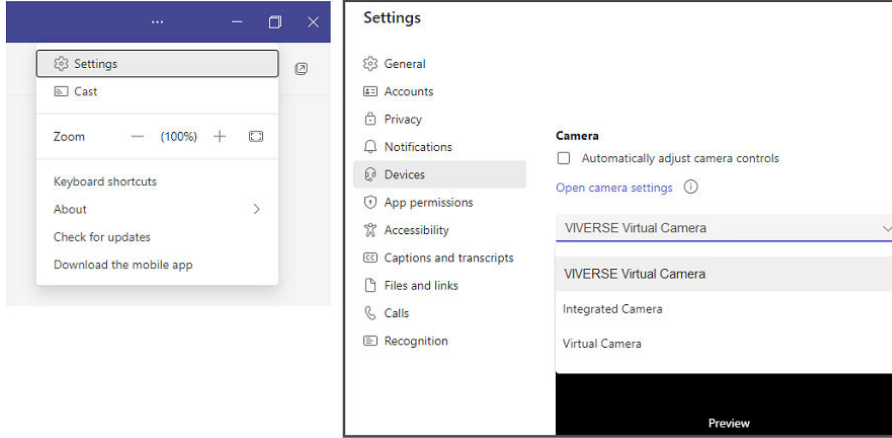 Settings
Cast
Zoom — (100%) +
Keyboard shortcuts
About
Check for updates
Download the mobile app
Settings
General
Accounts
Privacy
Notifications
Devices
App permissions
Accessibility
Captions and transcripts
Files and links
Calls
Recognition
Camera
Automatically adjust camera controls
Open camera settings
VIVERSE Virtual Camera
VIVERSE Virtual Camera
Integrated Camera
Virtual Camera
Preview